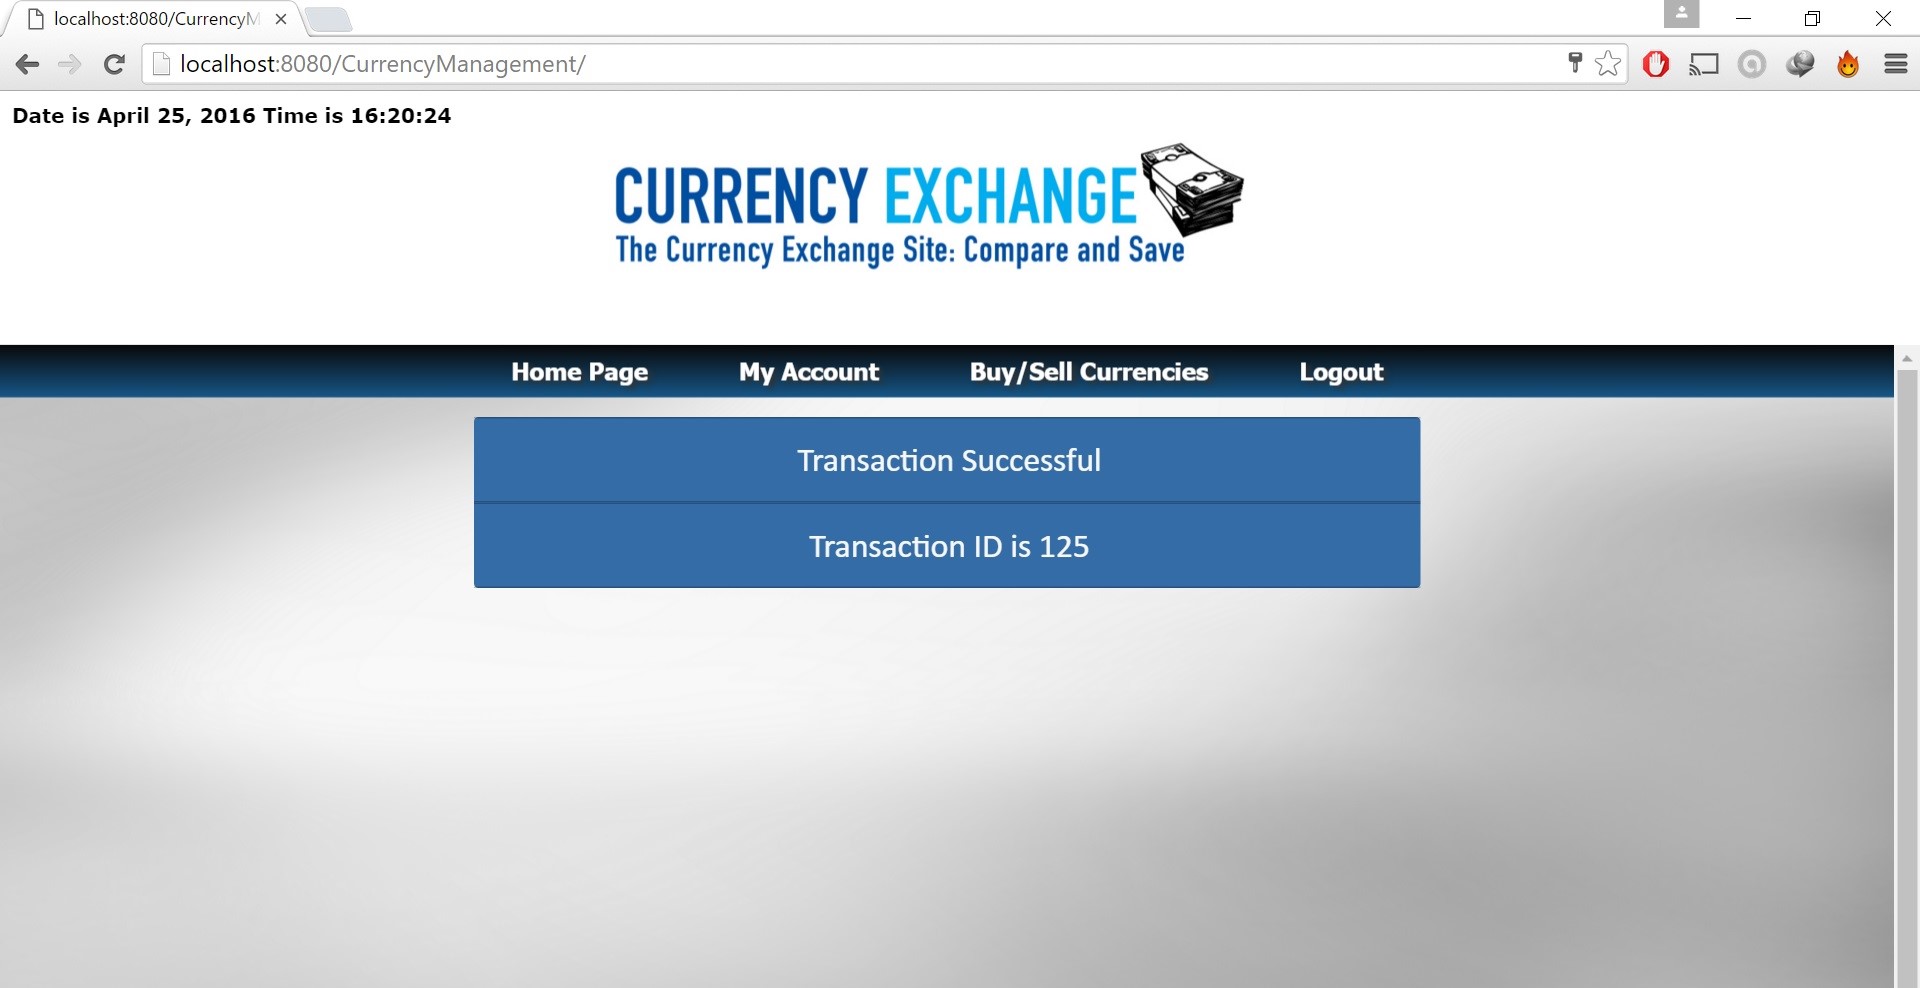 localhost:8080/CurrencyM
localhost:8080/CurrencyManagement/
Date is April 25, 2016 Time is 16:20:24
CURRENCY EXCHANGE
The Currency Exchange Site: Compare and Save
Home Page My Account Buy/Sell Currencies Logout
Transaction Successful
Transaction ID is 125